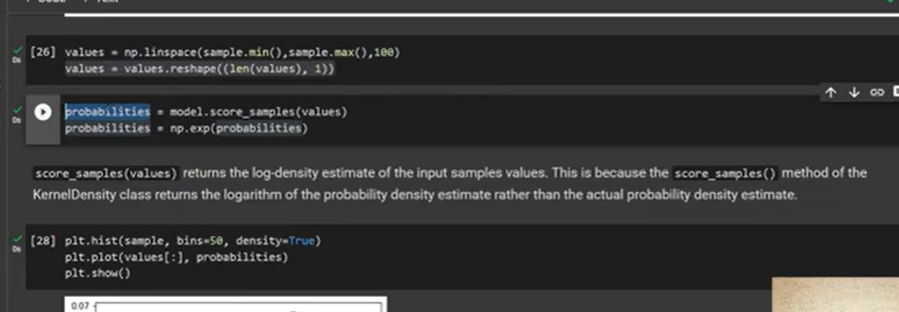 [26] values = np.linspace(sample.min(),sample.max(),100)
values = values.reshape((len(values), 1))
probabilities = model.score_samples(values)
probabilities = np.exp(probabilities)
score_samples(values) returns the log-density estimate of the input samples values. This is because the score_samples() method of the
KernelDensity class returns the logarithm of the probability density estimate rather than the actual probability density estimate.
[28] plt.hist(sample, bins=50, density=True)
plt.plot(values[:], probabilities)
plt.show()
0.07